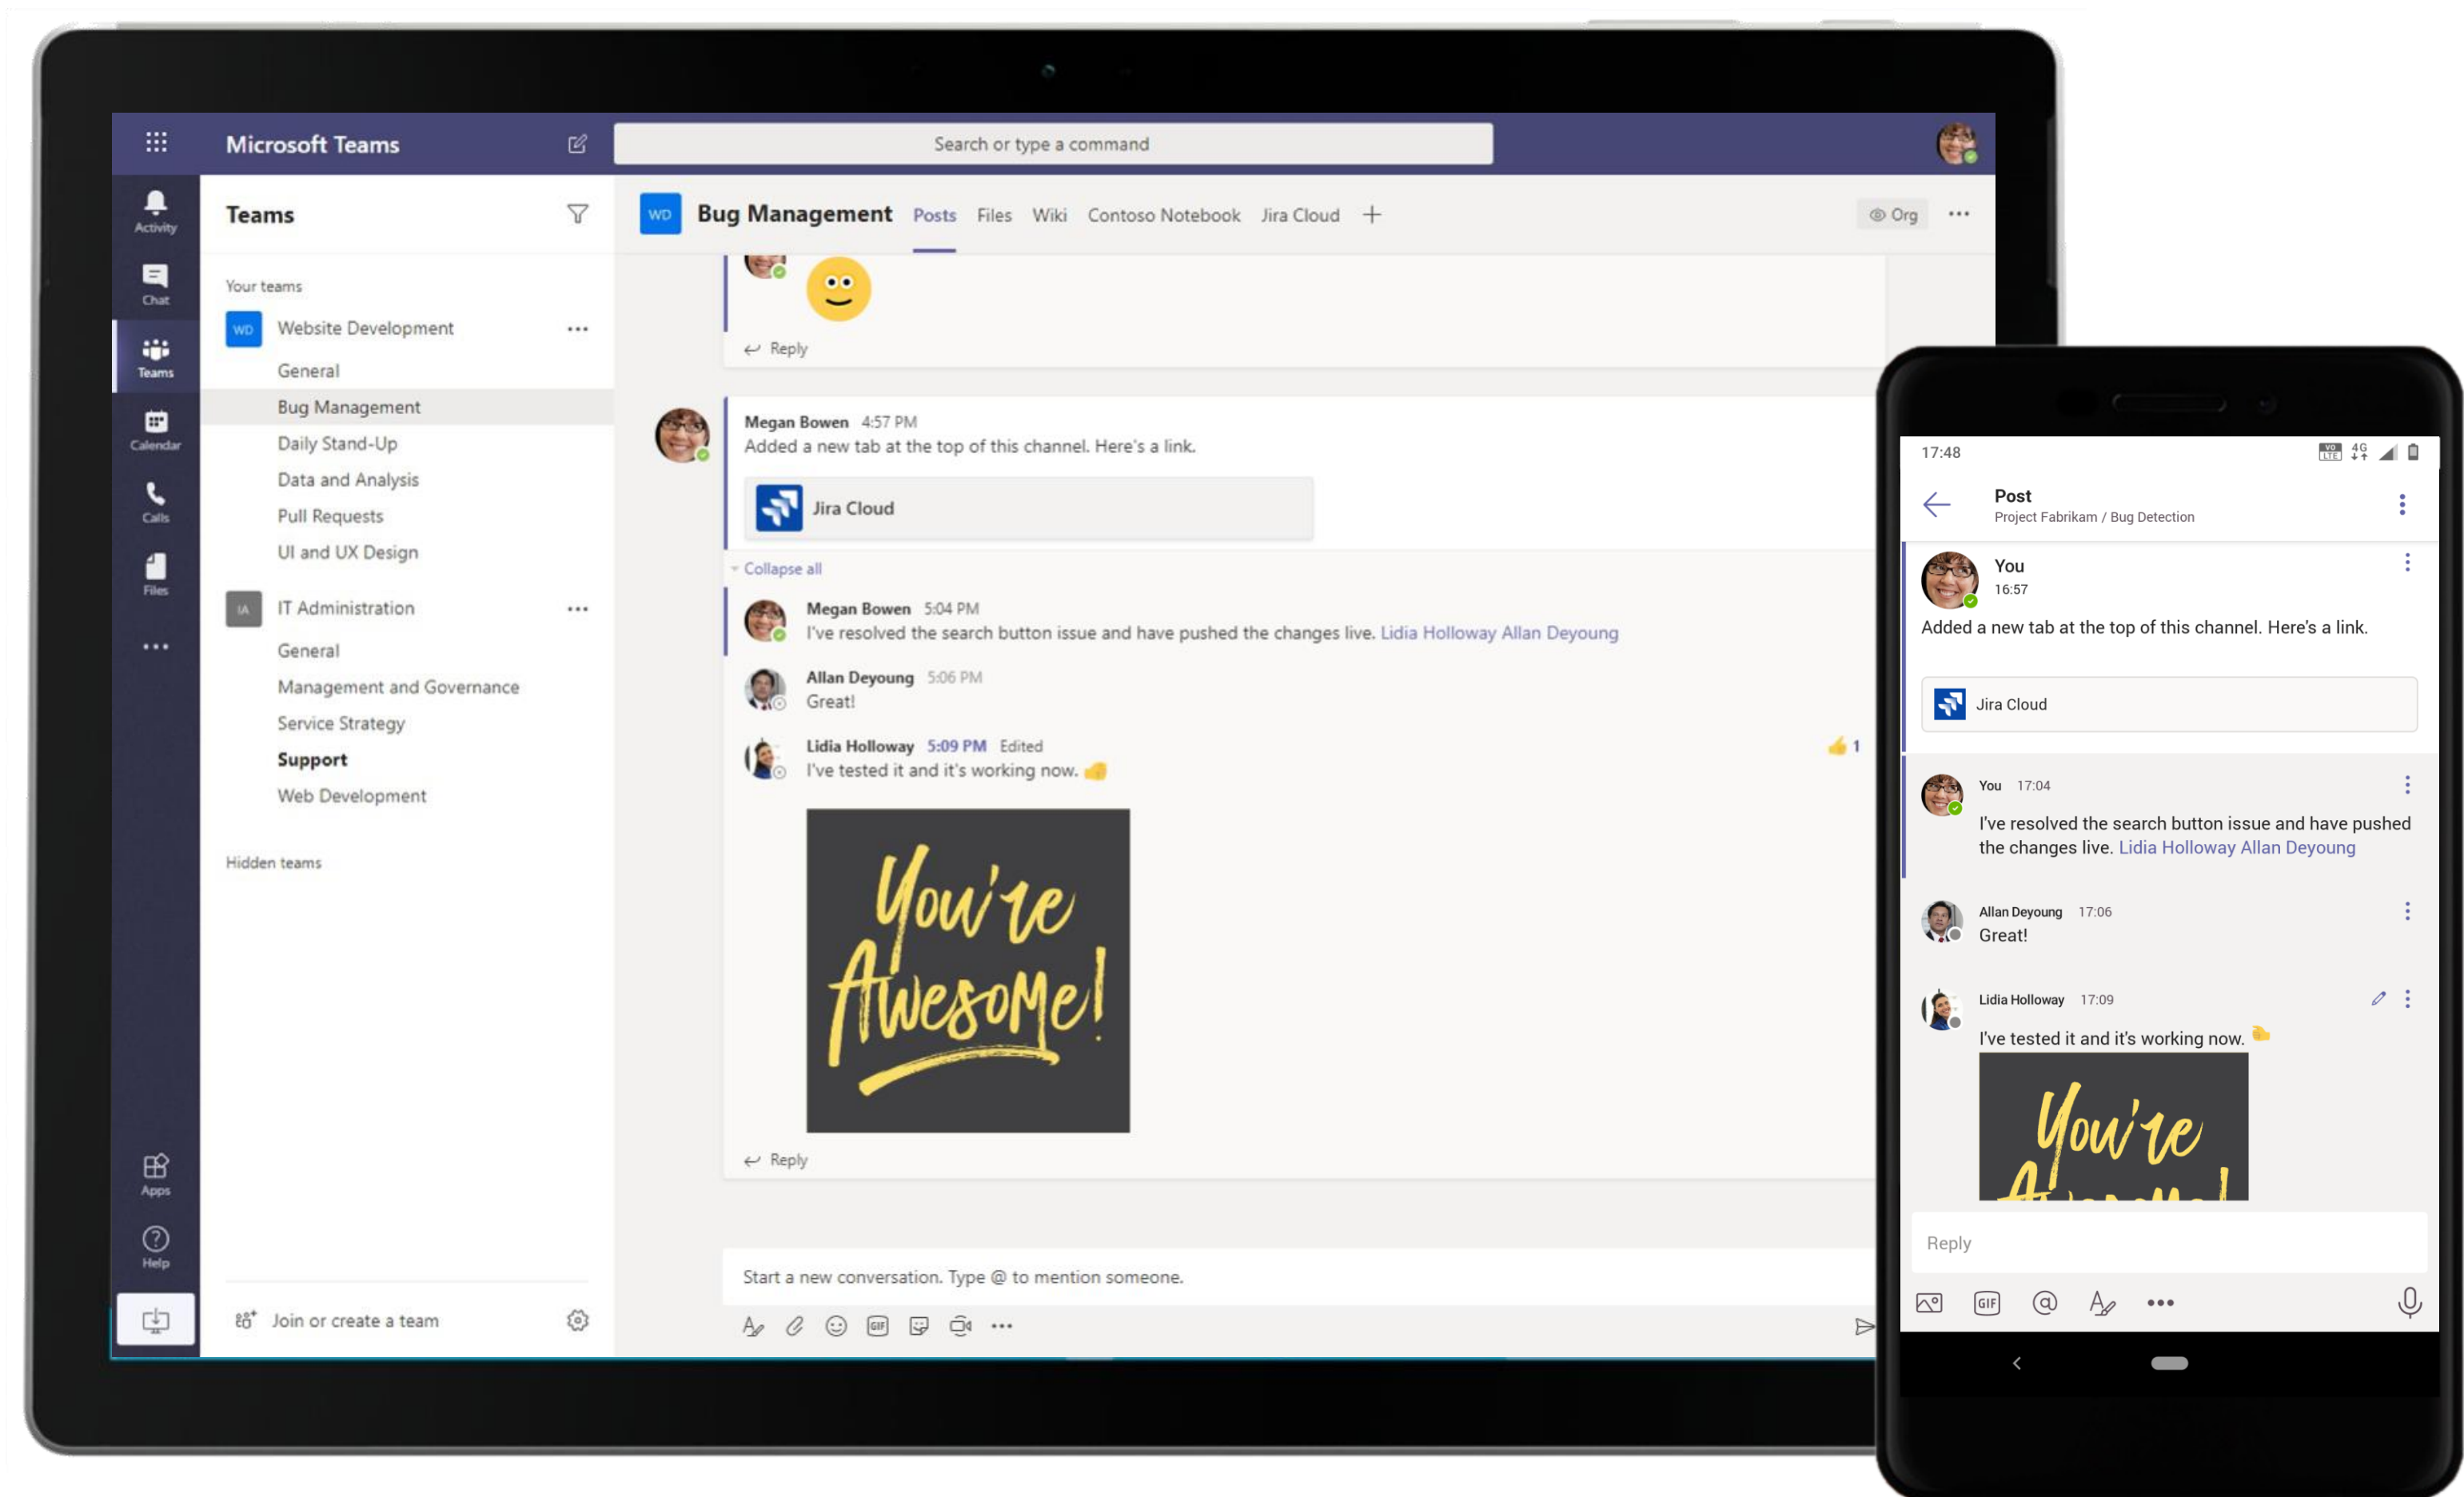 Microsoft Teams
Search or type a command
Activity
Chat
Teams
Calendar
Calls
Files
Apps
Help
Teams
Your teams
WD Website Development
General
Bug Management
Daily Stand-Up
Data and Analysis
Pull Requests
UI and UX Design
IA IT Administration
General
Management and Governance
Service Strategy
Support
Web Development
Hidden teams
Join or create a team
WD Bug Management Posts Files Wiki Contoso Notebook Jira Cloud
Org
Reply
Megan Bowen 4:57 PM
Added a new tab at the top of this channel. Here's a link.
Jira Cloud
Collapse all
Megan Bowen 5:04 PM
I've resolved the search button issue and have pushed the changes live. Lidia Holloway Allan Deyoung
Allan Deyoung 5:06 PM
Great!
Lidia Holloway 5:09 PM Edited
1
I've tested it and it's working now.
You're
Awesome!
Reply
Start a new conversation. Type @ to mention someone.
GIF
17:48
VO LTE 4G
Post
Project Fabrikam / Bug Detection
You
16:57
Added a new tab at the top of this channel. Here's a link.
Jira Cloud
You 17:04
I've resolved the search button issue and have pushed
the changes live. Lidia Holloway Allan Deyoung
Allan Deyoung 17:06
Great!
Lidia Holloway 17:09
I've tested it and it's working now.
You're
Awesome!
Reply
GIF